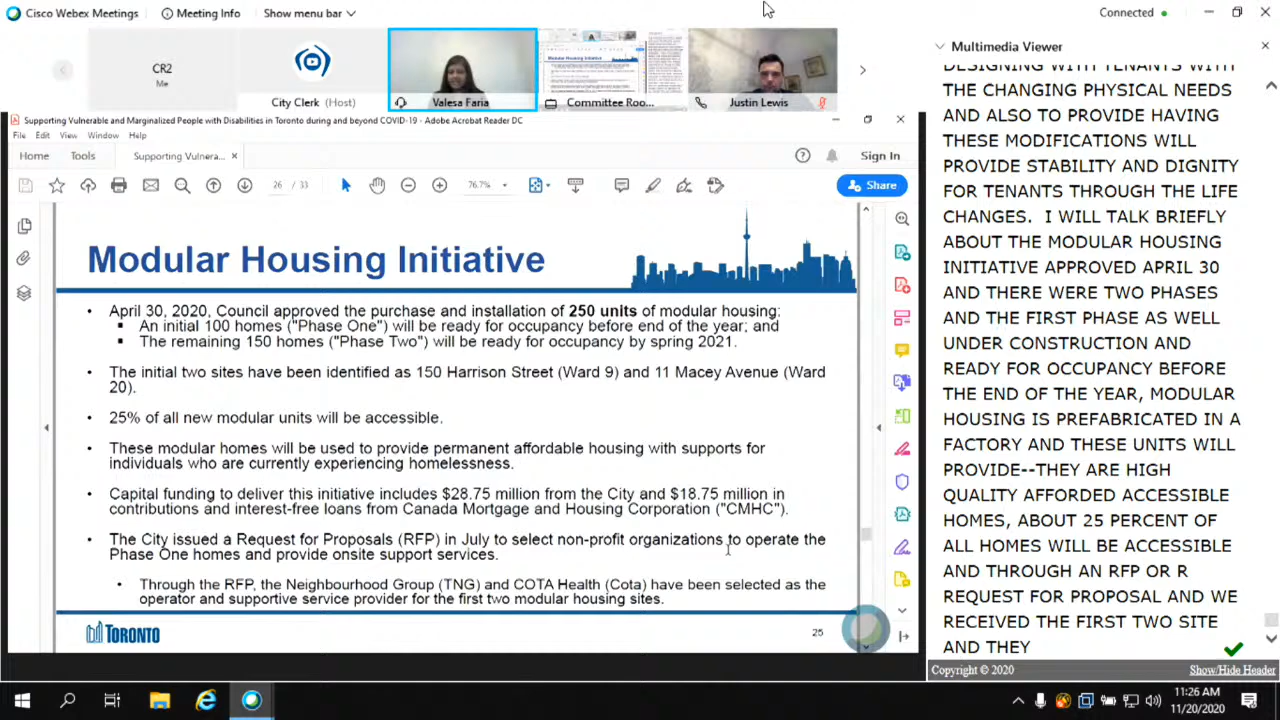 Cisco Webex Meetings
Meeting Info
Show menu bar
Connected
CR2
Me
City Clerk (Host)
Valesa Faria
Committee Roo...
Justin Lewis
Supporting Vulnerable and Marginalized People with Disabilities in Toronto during and beyond COVID-19 - Adobe Acrobat Reader DC
File Edit View Window Help
Home Tools Supporting Vulnera... Sign In
26 / 33 76.7% Share
Modular Housing Initiative
• April 30, 2020, Council approved the purchase and installation of 250 units of modular housing:
▪ An initial 100 homes ("Phase One") will be ready for occupancy before end of the year; and
▪ The remaining 150 homes ("Phase Two") will be ready for occupancy by spring 2021.
• The initial two sites have been identified as 150 Harrison Street (Ward 9) and 11 Macey Avenue (Ward
20).
• 25% of all new modular units will be accessible.
• These modular homes will be used to provide permanent affordable housing with supports for
individuals who are currently experiencing homelessness.
• Capital funding to deliver this initiative includes $28.75 million from the City and $18.75 million in
contributions and interest-free loans from Canada Mortgage and Housing Corporation ("CMHC").
• The City issued a Request for Proposals (RFP) in July to select non-profit organizations to operate the
Phase One homes and provide onsite support services.
• Through the RFP, the Neighbourhood Group (TNG) and COTA Health (Cota) have been selected as the
operator and supportive service provider for the first two modular housing sites.
TORONTO
25
Multimedia Viewer
DESIGNED WITH TENANTS WITH
THE CHANGING PHYSICAL NEEDS
AND ALSO TO PROVIDE HAVING
THESE MODIFICATIONS WILL
PROVIDE STABILITY AND DIGNITY
FOR TENANTS THROUGH THE LIFE
CHANGES. I WILL TALK BRIEFLY
ABOUT THE MODULAR HOUSING
INITIATIVE APPROVED APRIL 30
AND THERE WERE TWO PHASES
AND THE FIRST PHASE AS WELL
UNDER CONSTRUCTION AND
READY FOR OCCUPANCY BEFORE
THE END OF THE YEAR, MODULAR
HOUSING IS PREFABRICATED IN A
FACTORY AND THESE UNITS WILL
PROVIDE--THEY ARE HIGH
QUALITY AFFORDED ACCESSIBLE
HOMES, ABOUT 25 PERCENT OF
ALL HOMES WILL BE ACCESSIBLE
AND THROUGH AN RFP OR R
REQUEST FOR PROPOSAL AND WE
RECEIVED THE FIRST TWO SITE
AND THEY
Copyright © 2020 Show/Hide Header
11:26 AM
11/20/2020